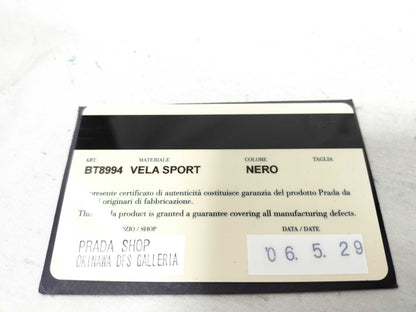 ART. MATERIALE COLORE TAGLIA
BT8994 VELA SPORT NERO
presente certificato di autenticità costituisce garanzia del prodotto Prada da
originari di fabbricazione.
product is granted a guarantee covering all manufacturing defects.
/ SHOP DATA / DATE
PRADA SHOP
OKINAWA DFS GALLERIA
'06.5.29